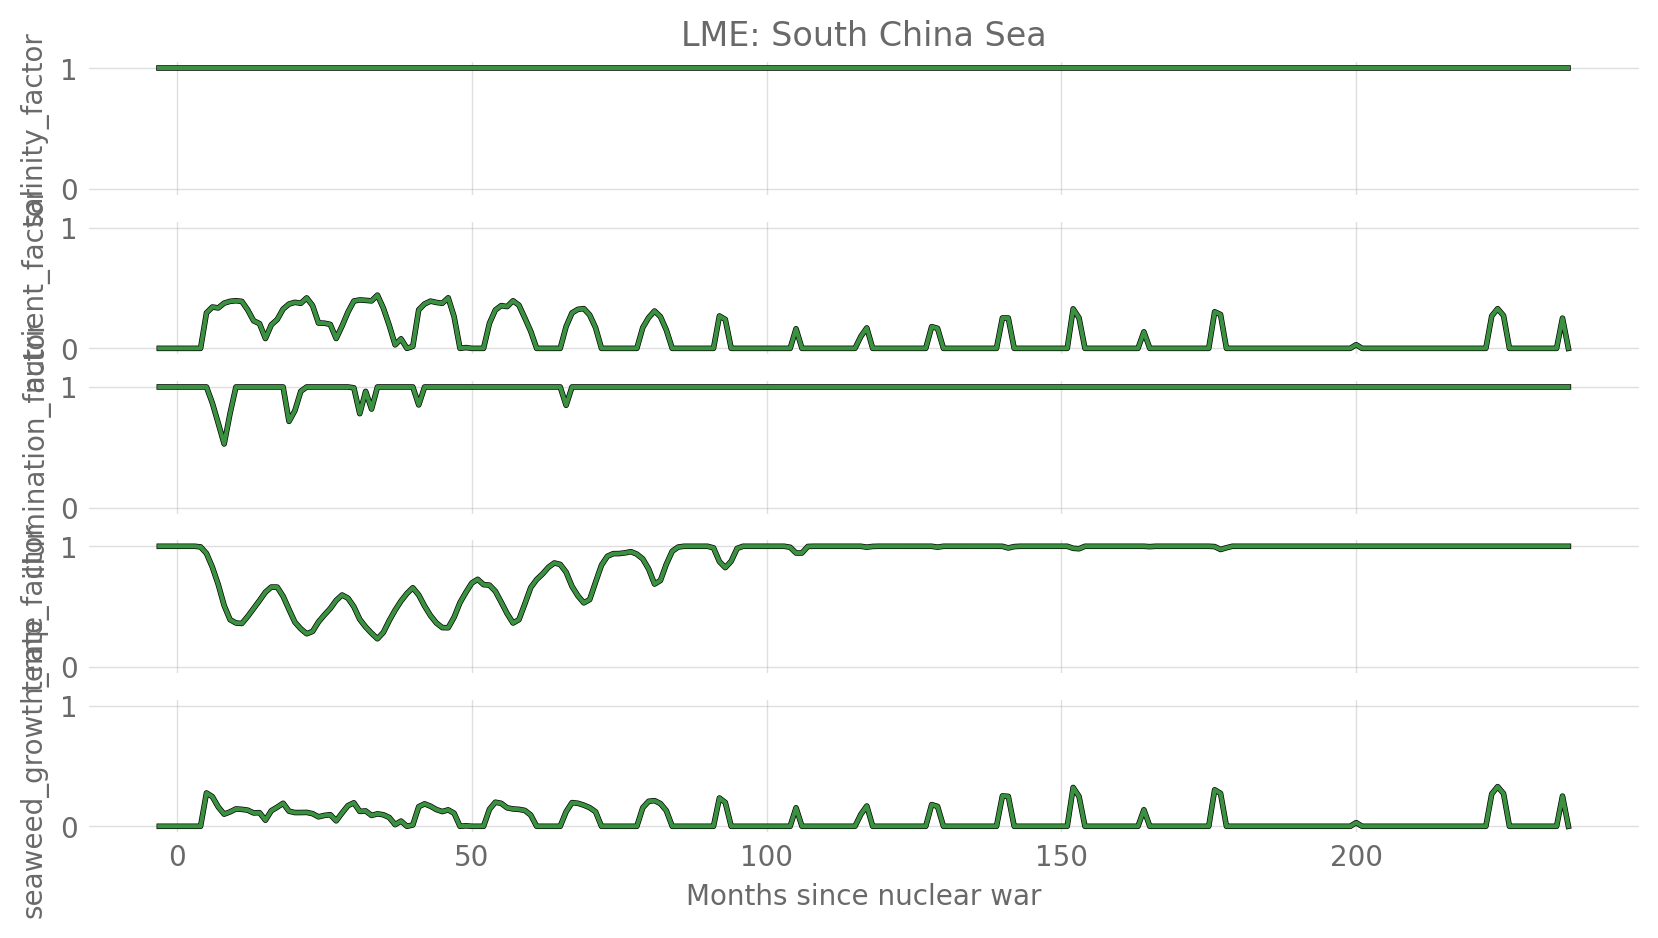 LME: South China Sea
salinity_factor
1
0
nutrient_factor
1
0
illumination_factor
1
0
temp_factor
1
0
seaweed_growth_rate
1
0
0 50 100 150 200
Months since nuclear war